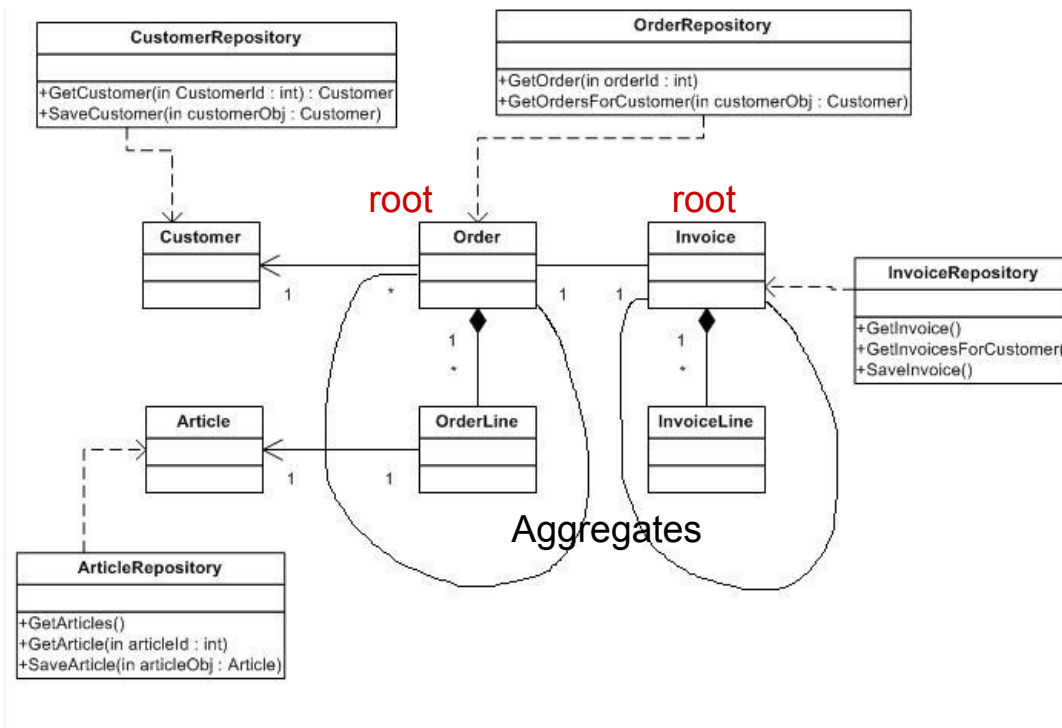 CustomerRepository
+GetCustomer(in CustomerId : int) : Customer
+SaveCustomer(in customerObj : Customer)
OrderRepository
+GetOrder(in orderId : int)
+GetOrdersForCustomer(in customerObj : Customer)
root
root
Customer
Order
Invoice
1
*
1
1
InvoiceRepository
+GetInvoice()
+GetInvoicesForCustomer(
+SaveInvoice()
1
*
1
*
Article
OrderLine
InvoiceLine
1
1
Aggregates
ArticleRepository
+GetArticles()
+GetArticle(in articleId : int)
+SaveArticle(in articleObj : Article)